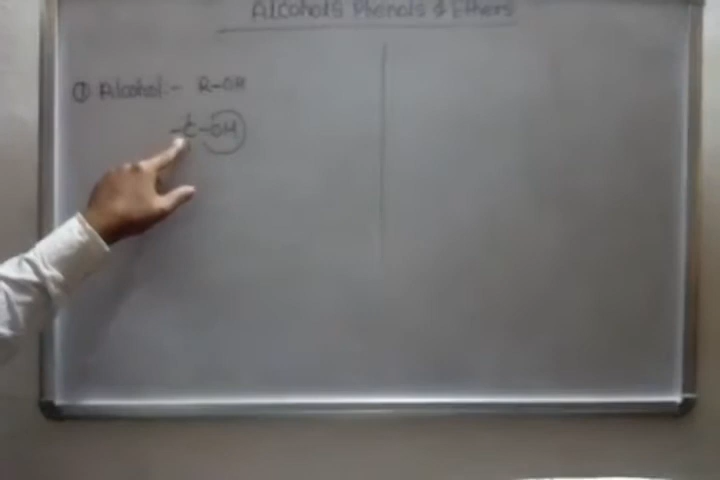 Alcohols Phenols & Ethers
① Alcohol :- R-OH
-C-OH